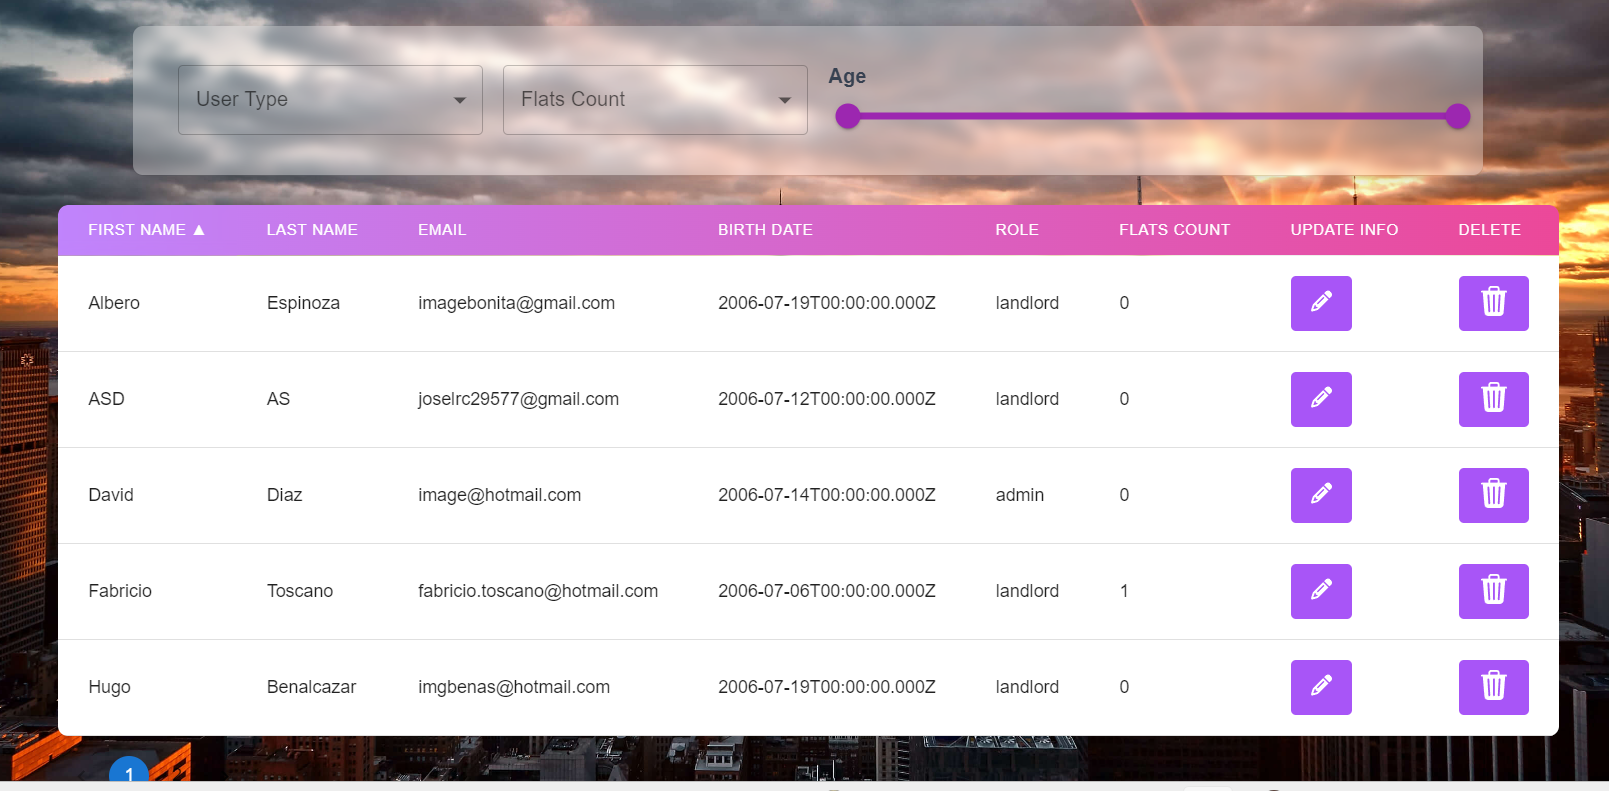 User Type
Flats Count
Age
FIRST NAME ▲ LAST NAME EMAIL BIRTH DATE ROLE FLATS COUNT UPDATE INFO DELETE
Albero Espinoza imagebonita@gmail.com 2006-07-19T00:00:00.000Z landlord 0
ASD AS joselrc29577@gmail.com 2006-07-12T00:00:00.000Z landlord 0
David Diaz image@hotmail.com 2006-07-14T00:00:00.000Z admin 0
Fabricio Toscano fabricio.toscano@hotmail.com 2006-07-06T00:00:00.000Z landlord 1
Hugo Benalcazar imgbenas@hotmail.com 2006-07-19T00:00:00.000Z landlord 0
1